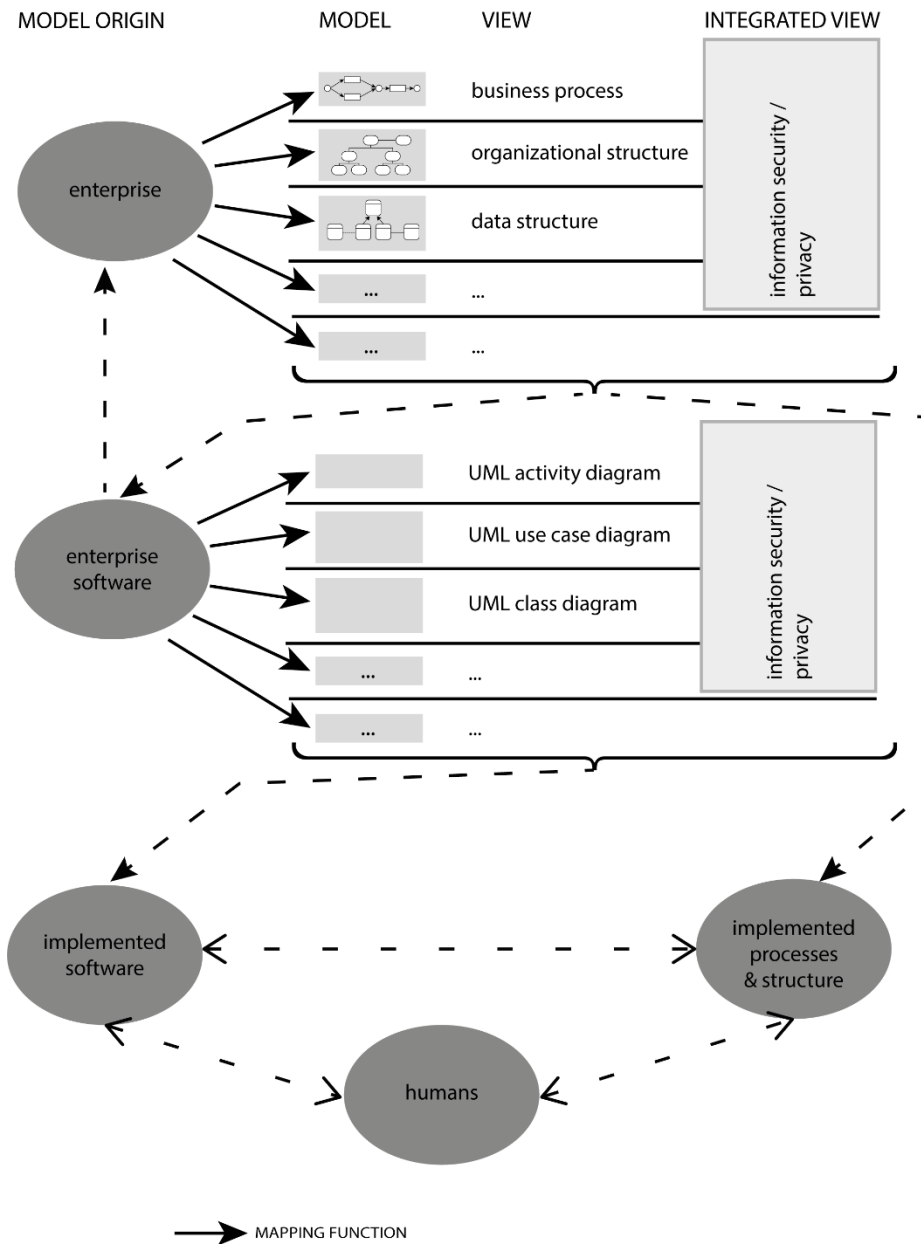 MODEL ORIGIN
MODEL
VIEW
INTEGRATED VIEW
business process
organizational structure
enterprise
data structure
...
...
...
...
information security /
privacy
UML activity diagram
UML use case diagram
enterprise
software
UML class diagram
...
...
...
...
information security /
privacy
implemented
software
implemented
processes
& structure
humans
MAPPING FUNCTION